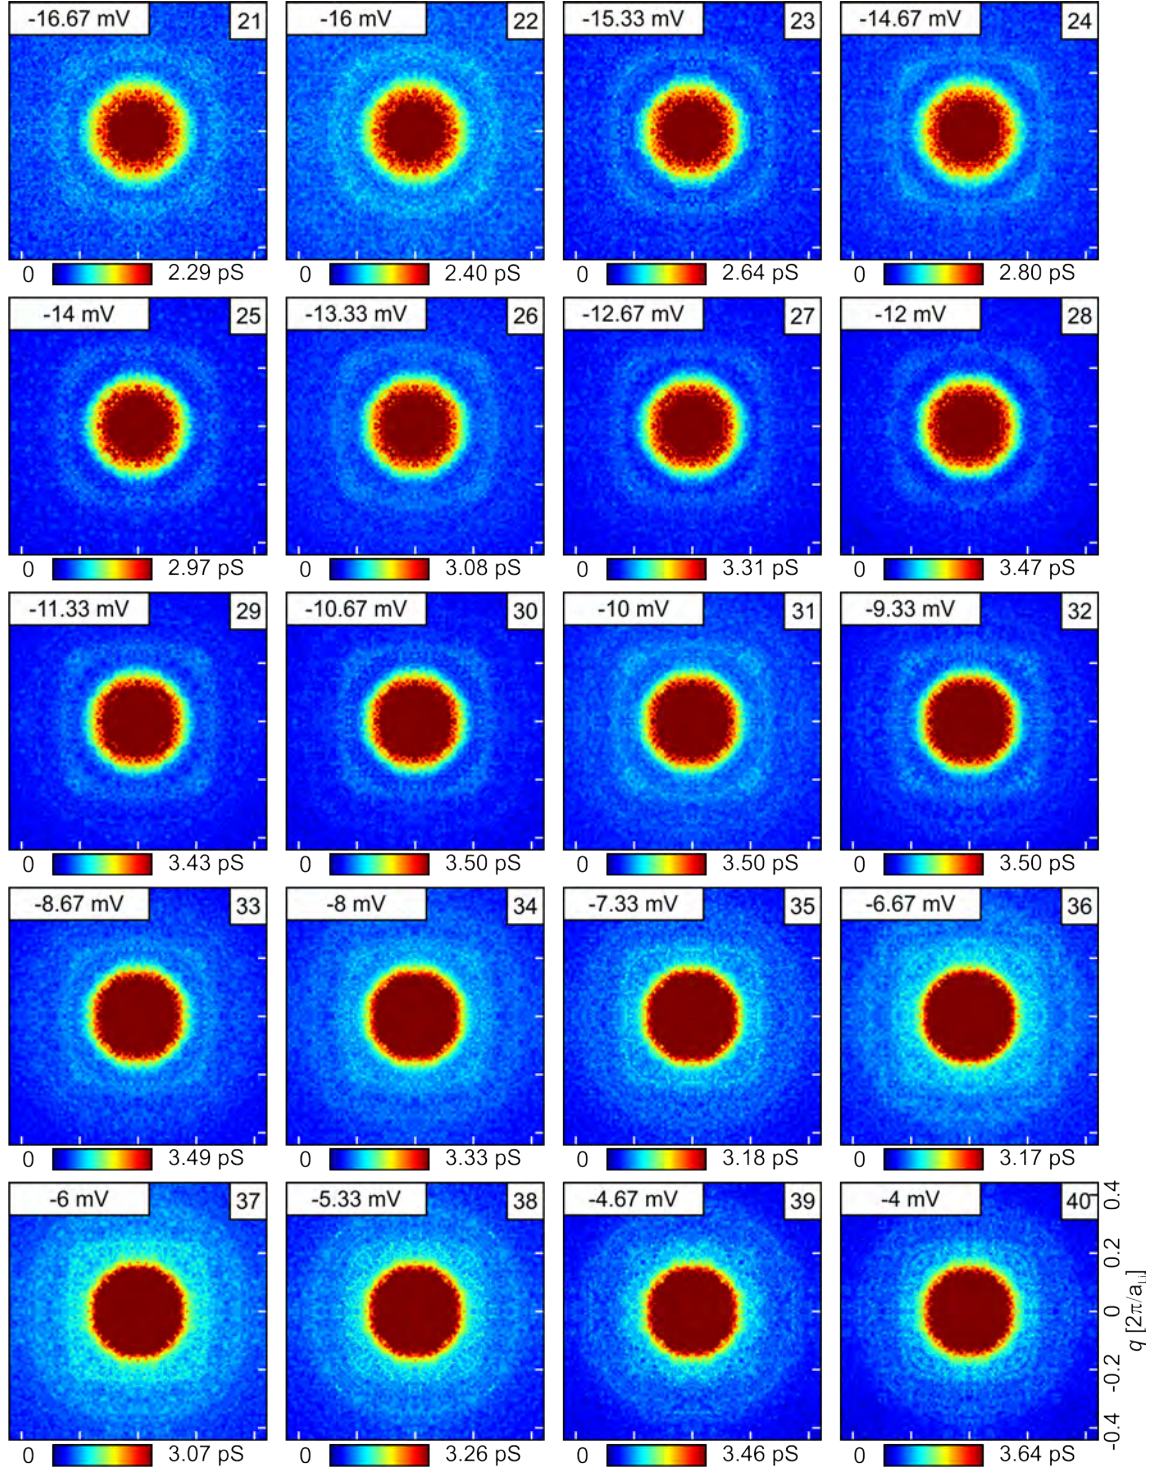 -16.67 mV 21 -16 mV 22 -15.33 mV 23 -14.67 mV 24
0 2.29 pS 0 2.40 pS 0 2.64 pS 0 2.80 pS
-14 mV 25 -13.33 mV 26 -12.67 mV 27 -12 mV 28
0 2.97 pS 0 3.08 pS 0 3.31 pS 0 3.47 pS
-11.33 mV 29 -10.67 mV 30 -10 mV 31 -9.33 mV 32
0 3.43 pS 0 3.50 pS 0 3.50 pS 0 3.50 pS
-8.67 mV 33 -8 mV 34 -7.33 mV 35 -6.67 mV 36
0 3.49 pS 0 3.33 pS 0 3.18 pS 0 3.17 pS
-6 mV 37 -5.33 mV 38 -4.67 mV 39 -4 mV 40
0.4
0.2
0
-0.2
-0.4
q [2π/a]
0 3.07 pS 0 3.26 pS 0 3.46 pS 0 3.64 pS